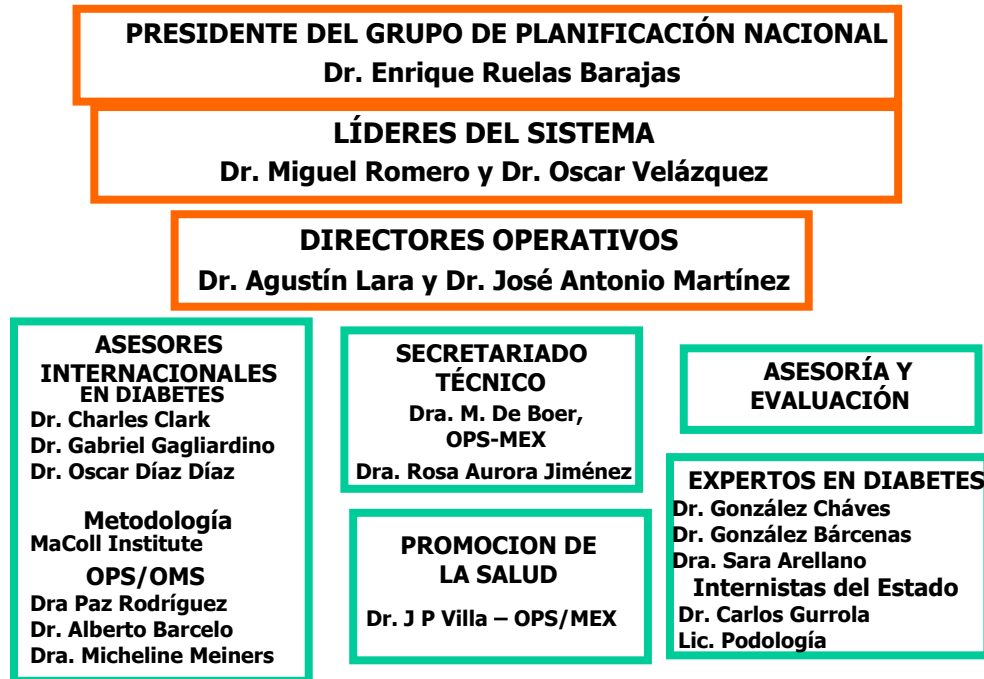 PRESIDENTE DEL GRUPO DE PLANIFICACIÓN NACIONAL
Dr. Enrique Ruelas Barajas
LÍDERES DEL SISTEMA
Dr. Miguel Romero y Dr. Oscar Velázquez
DIRECTORES OPERATIVOS
Dr. Agustín Lara y Dr. José Antonio Martínez
ASESORES
INTERNACIONALES
EN DIABETES
Dr. Charles Clark
Dr. Gabriel Gagliardino
Dr. Oscar Díaz Díaz
Metodología
MaColl Institute
OPS/OMS
Dra Paz Rodríguez
Dr. Alberto Barcelo
Dra. Micheline Meiners
SECRETARIADO
TÉCNICO
Dra. M. De Boer,
OPS-MEX
Dra. Rosa Aurora Jiménez
PROMOCION DE
LA SALUD
Dr. J P Villa – OPS/MEX
ASESORÍA Y
EVALUACIÓN
EXPERTOS EN DIABETES
Dr. González Cháves
Dr. González Bárcenas
Dra. Sara Arellano
Internistas del Estado
Dr. Carlos Gurrola
Lic. Podología